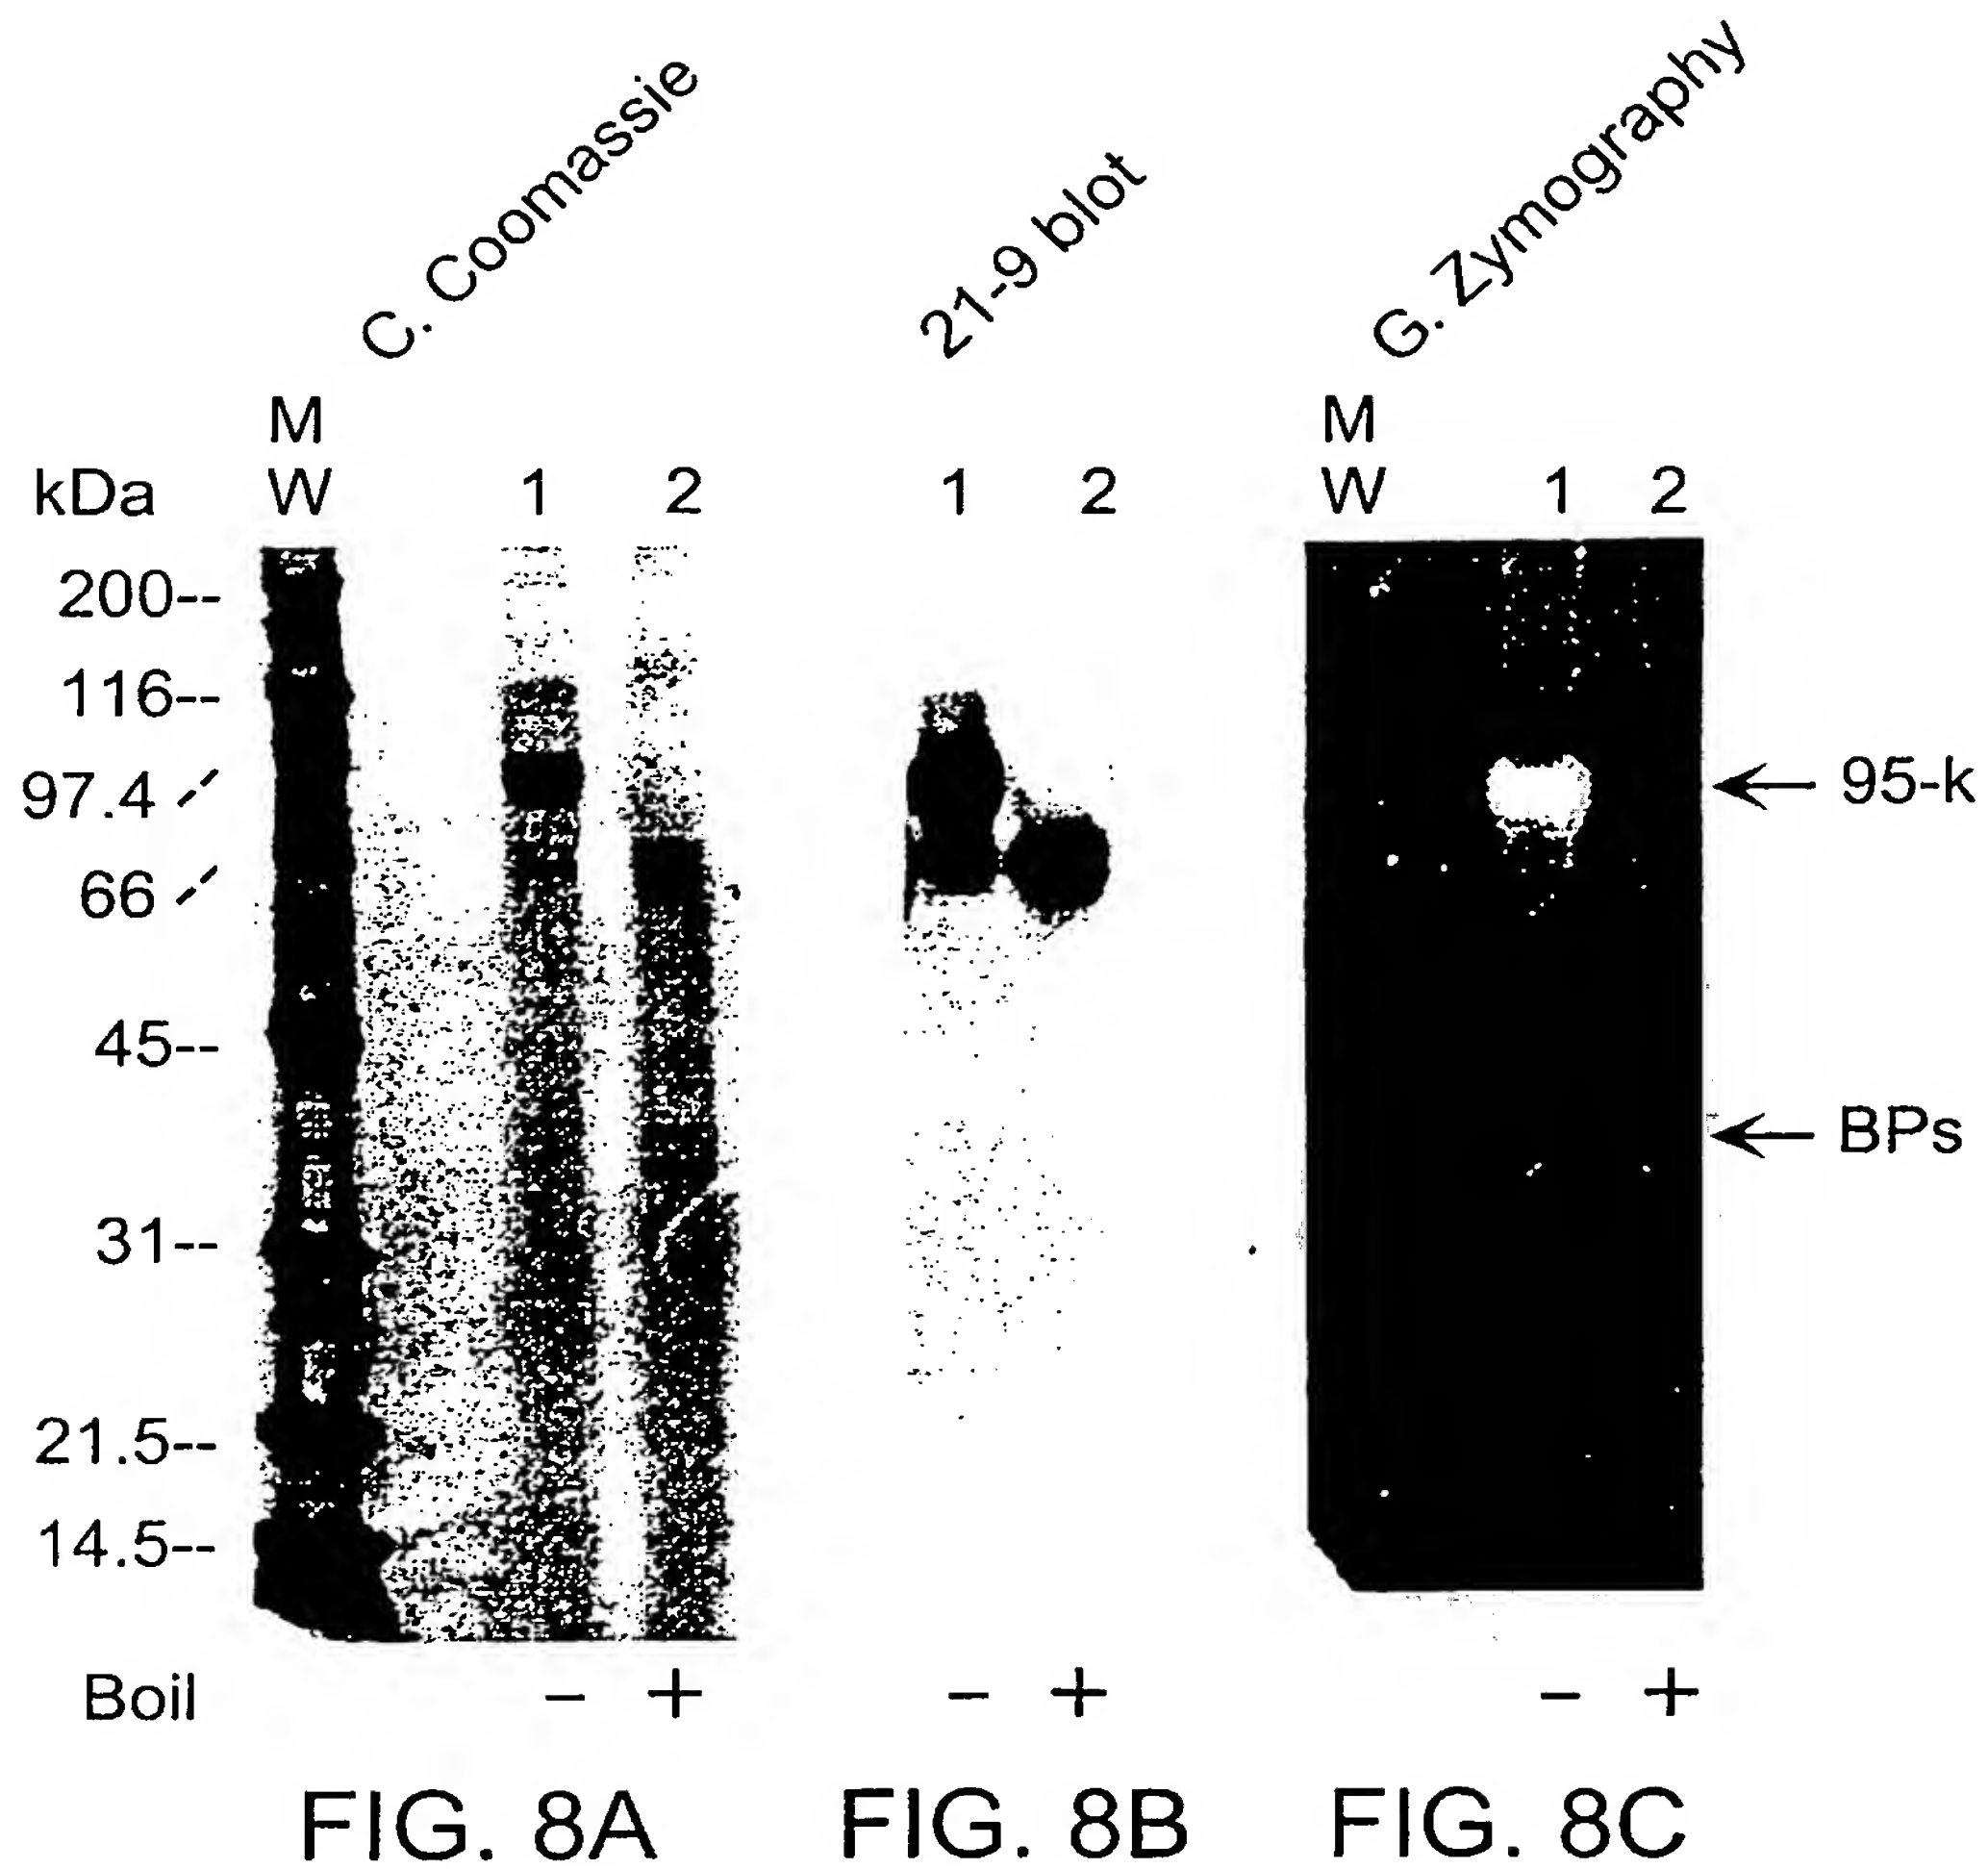 C. Coomassie
21-9 blot
G. Zymography
M
M
kDa W 1 2 1 2 W 1 2
200--
116--
97.4 --
95-k
66 --
45--
BPs
31--
21.5--
14.5--
Boil - + - + - +
FIG. 8A FIG. 8B FIG. 8C